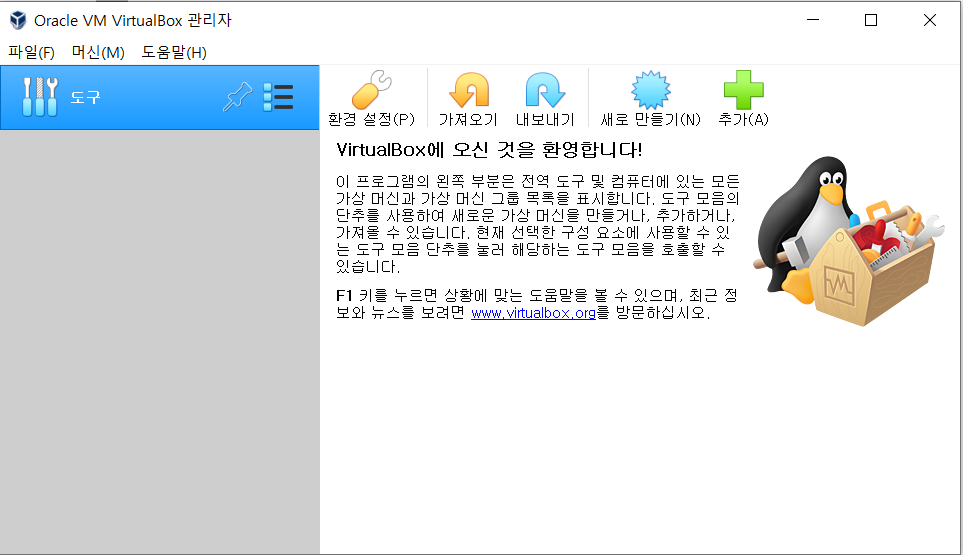 Oracle VM VirtualBox 관리자
파일(F) 머신(M) 도움말(H)
도구
환경 설정(P) 가져오기 내보내기 새로 만들기(N) 추가(A)
VirtualBox에 오신 것을 환영합니다!
이 프로그램의 왼쪽 부분은 전역 도구 및 컴퓨터에 있는 모든
가상 머신과 가상 머신 그룹 목록을 표시합니다. 도구 모음의
단추를 사용하여 새로운 가상 머신을 만들거나, 추가하거나,
가져올 수 있습니다. 현재 선택한 구성 요소에 사용할 수 있
는 도구 모음 단추를 눌러 해당하는 도구 모음을 호출할 수
있습니다.
F1 키를 누르면 상황에 맞는 도움말을 볼 수 있으며, 최근 정
보와 뉴스를 보려면 www.virtualbox.org를 방문하십시오.